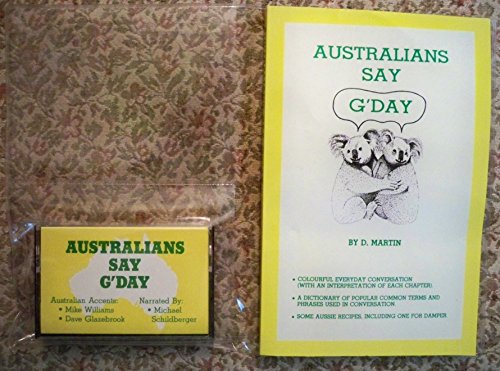 AUSTRALIANS
SAY
G'DAY
Australian Accents:
• Mike Williams
• Dave Glazebrook
Narrated By:
• Michael
Schildberger
AUSTRALIANS
SAY
G'DAY
BY D. MARTIN
• COLOURFUL EVERYDAY CONVERSATION
(WITH AN INTERPRETATION OF EACH CHAPTER).
• A DICTIONARY OF POPULAR COMMON TERMS AND
PHRASES USED IN CONVERSATION.
• SOME AUSSIE RECIPES, INCLUDING ONE FOR DAMPER